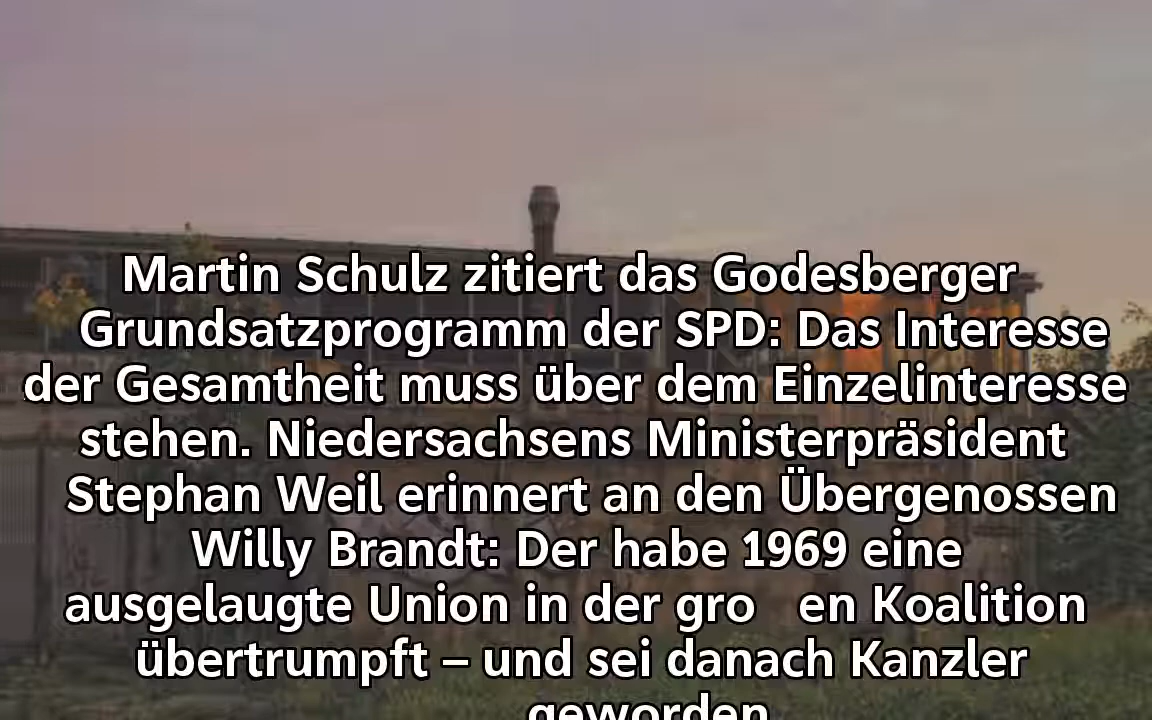 Martin Schulz zitiert das Godesberger
Grundsatzprogramm der SPD: Das Interesse
der Gesamtheit muss über dem Einzelinteresse
stehen. Niedersachsens Ministerpräsident
Stephan Weil erinnert an den Übergenossen
Willy Brandt: Der habe 1969 eine
ausgelaugte Union in der gro en Koalition
übertrumpft – und sei danach Kanzler
geworden